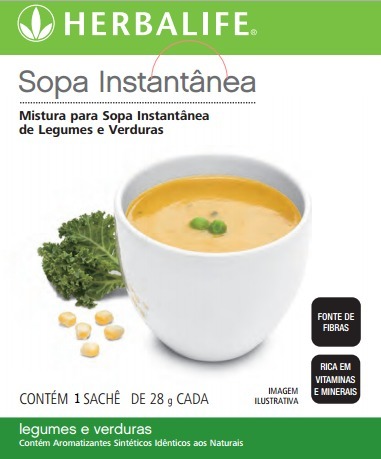 HERBALIFE®
Sopa Instantânea
Mistura para Sopa Instantânea
de Legumes e Verduras
FONTE DE
FIBRAS
RICA EM
VITAMINAS
E MINERAIS
CONTÉM 1 SACHÊ DE 28 g CADA
IMAGEM
ILUSTRATIVA
legumes e verduras
Contém Aromatizantes Sintéticos Idênticos aos Naturais